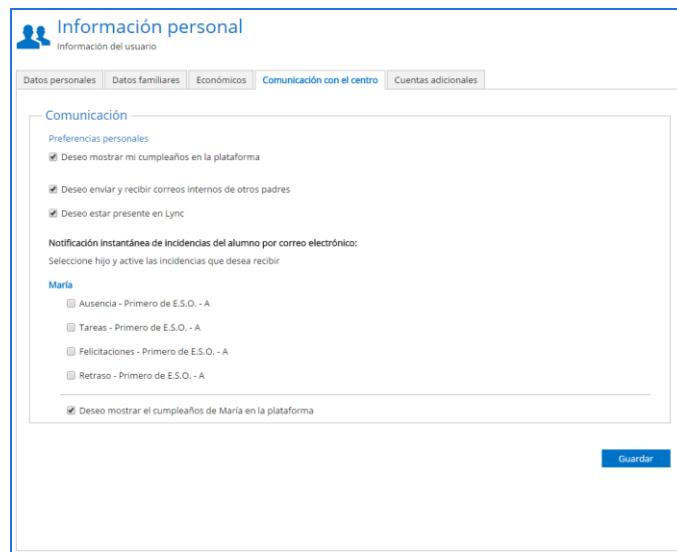 Información personal
Información del usuario
Datos personales Datos familiares Económicos Comunicación con el centro Cuentas adicionales
Comunicación
Preferencias personales
Deseo mostrar mi cumpleaños en la plataforma
Deseo enviar y recibir correos internos de otros padres
Deseo estar presente en Lync
Notificación instantánea de incidencias del alumno por correo electrónico:
Seleccione hijo y active las incidencias que desea recibir
María
Ausencia - Primero de E.S.O. - A
Tareas - Primero de E.S.O. - A
Felicitaciones - Primero de E.S.O. - A
Retraso - Primero de E.S.O. - A
Deseo mostrar el cumpleaños de María en la plataforma
Guardar